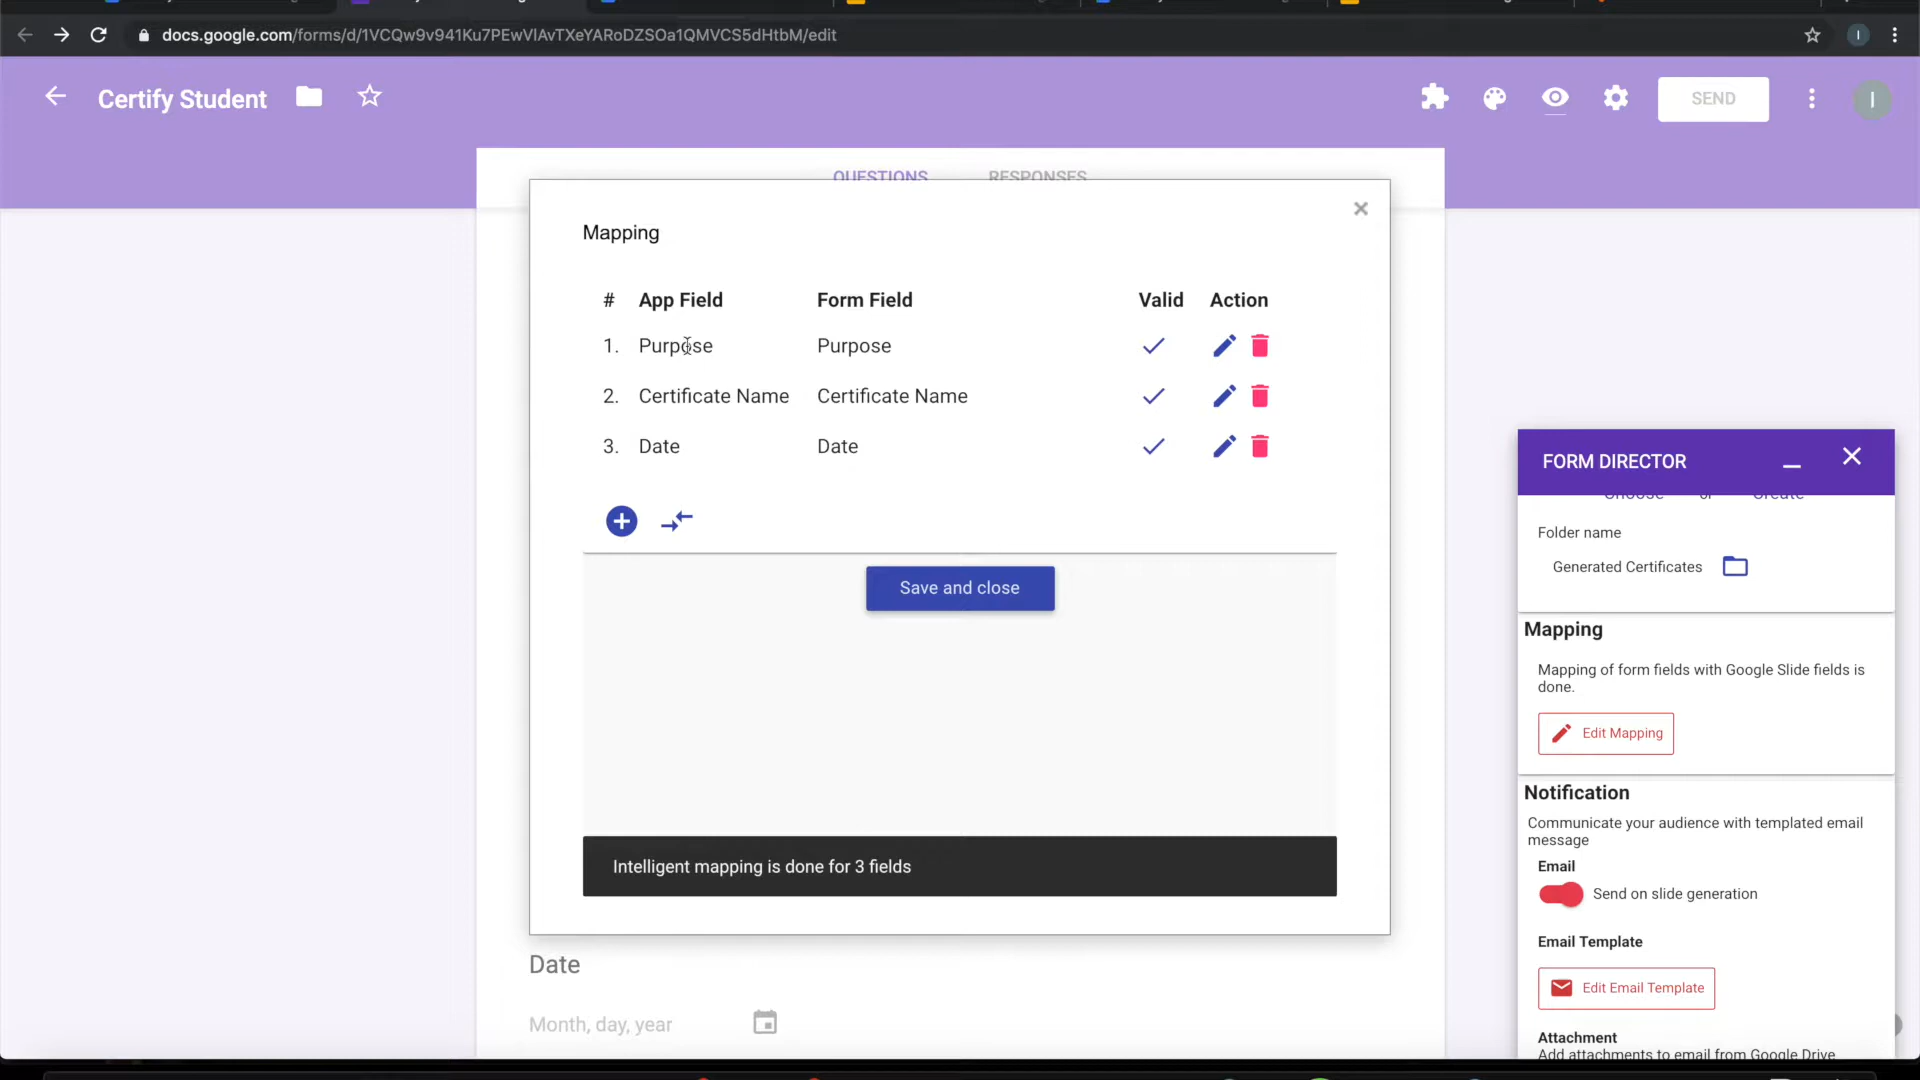 docs.google.com/forms/d/1VCQw9v941Ku7PEwVlAvTXeYARoDZSOa1QMVCS5dHtbM/edit
Certify Student
SEND
I
QUESTIONS
RESPONSES
Mapping
# App Field Form Field Valid Action
1. Purpose Purpose
2. Certificate Name Certificate Name
3. Date Date
Save and close
Intelligent mapping is done for 3 fields
Date
Month, day, year
FORM DIRECTOR
Choose or Create
Folder name
Generated Certificates
Mapping
Mapping of form fields with Google Slide fields is
done.
Edit Mapping
Notification
Communicate your audience with templated email
message
Email
Send on slide generation
Email Template
Edit Email Template
Attachment
Add attachments to email from Google Drive